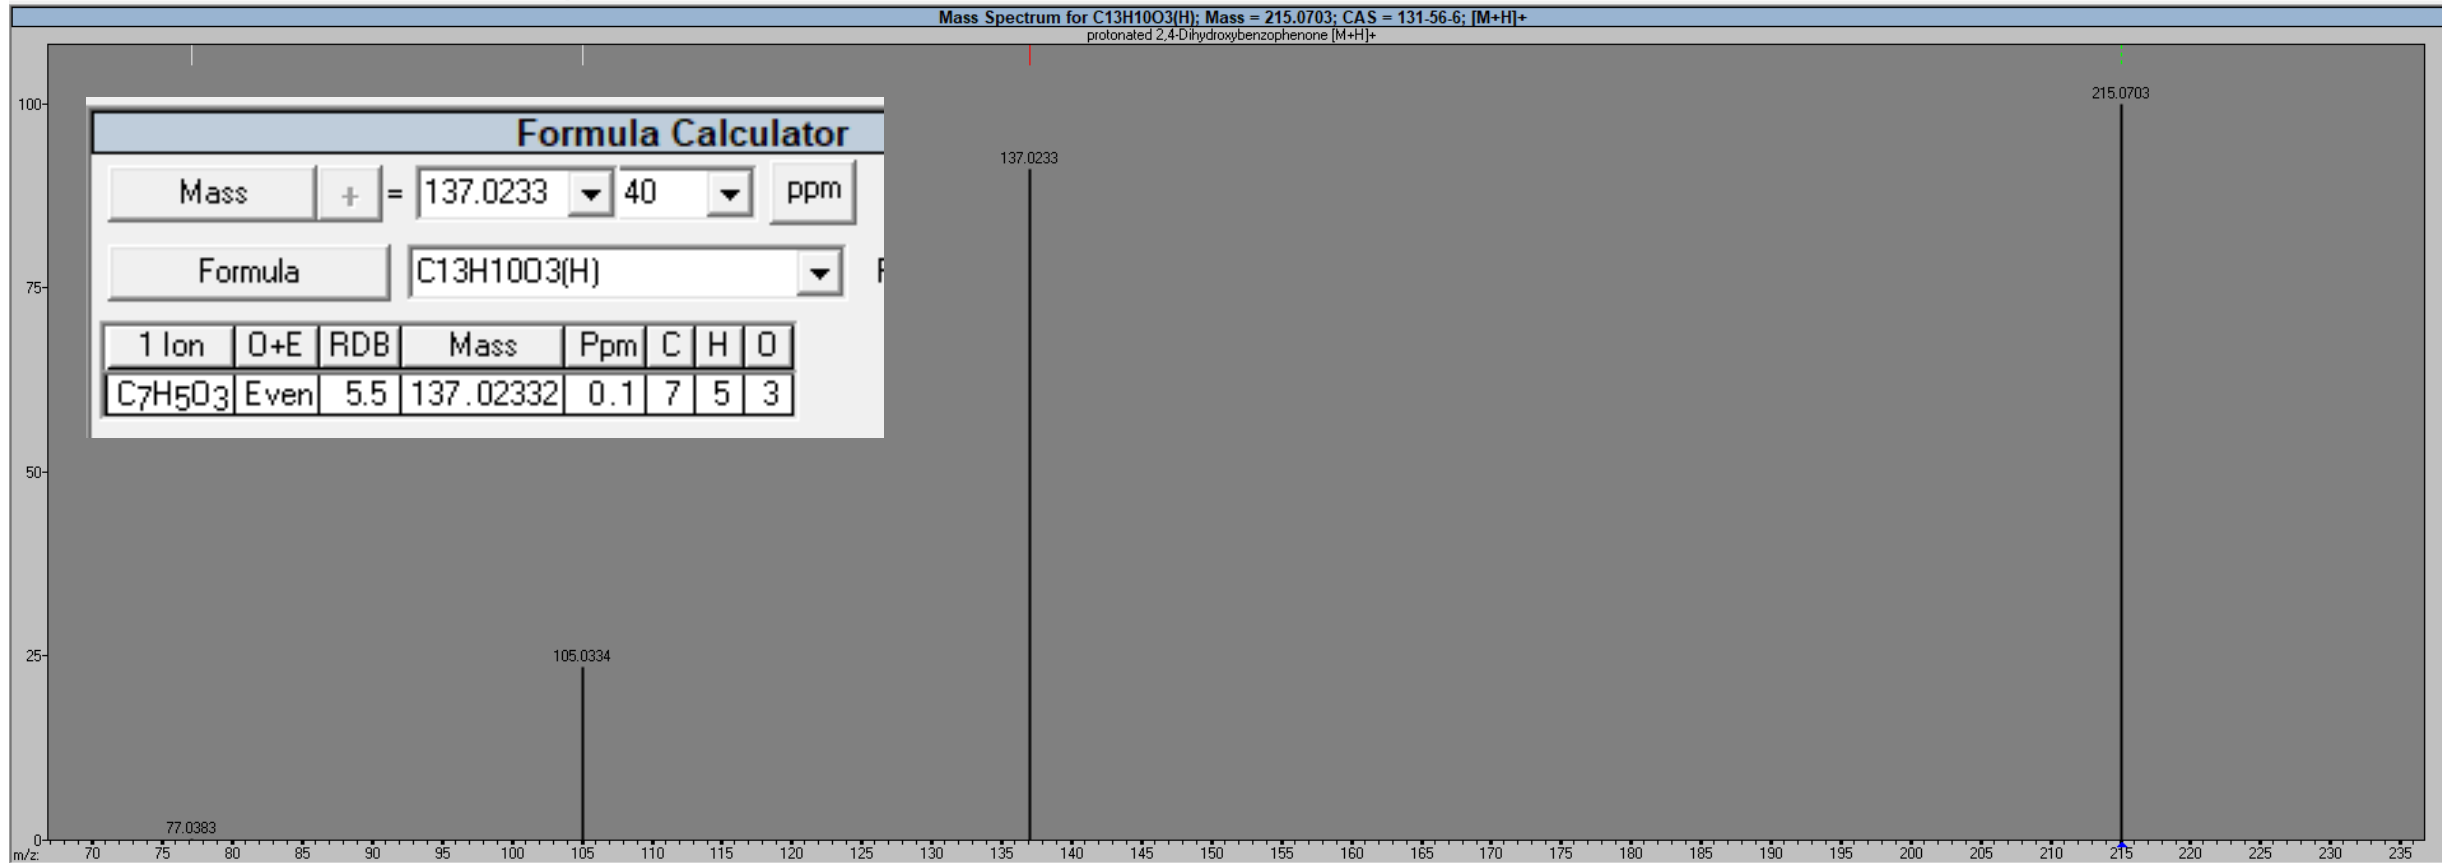 Mass Spectrum for C13H10O3(H); Mass = 215.0703; CAS = 131-56-6; [M+H]+
protonated 2,4-Dihydroxybenzophenone [M+H]+
215.0703
100
Formula Calculator
137.0233
Mass + = 137.0233 40 ppm
Formula C13H10O3(H) F
75
1 Ion O+E RDB Mass Ppm C H O
C7H5O3 Even 5.5 137.02332 0.1 7 5 3
50
25
105.0334
77.0383
0
m/z: 70 75 80 85 90 95 100 105 110 115 120 125 130 135 140 145 150 155 160 165 170 175 180 185 190 195 200 205 210 215 220 225 230 235